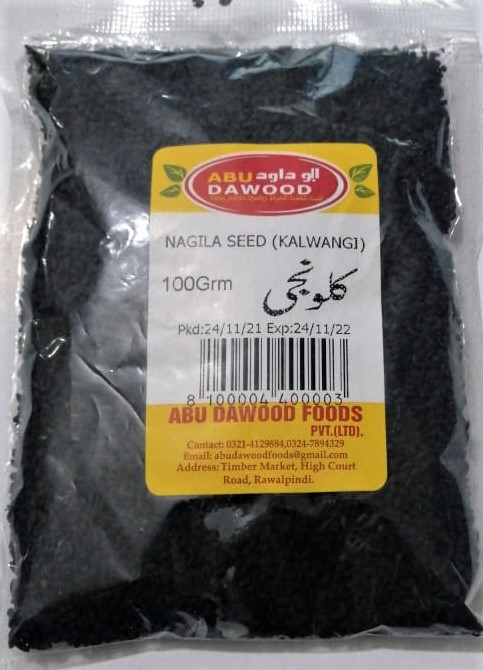 ABU ابو داود
DAWOOD
NAGILA SEED (KALWANGI)
100Grm کلونجی
Pkd:24/11/21 Exp:24/11/22
8 100004 400003
ABU DAWOOD FOODS
PVT.(LTD).
Contact: 0321-4129884,0324-7894329
Email: abudawoodfoods@gmail.com
Address: Timber Market, High Court
Road, Rawalpindi.